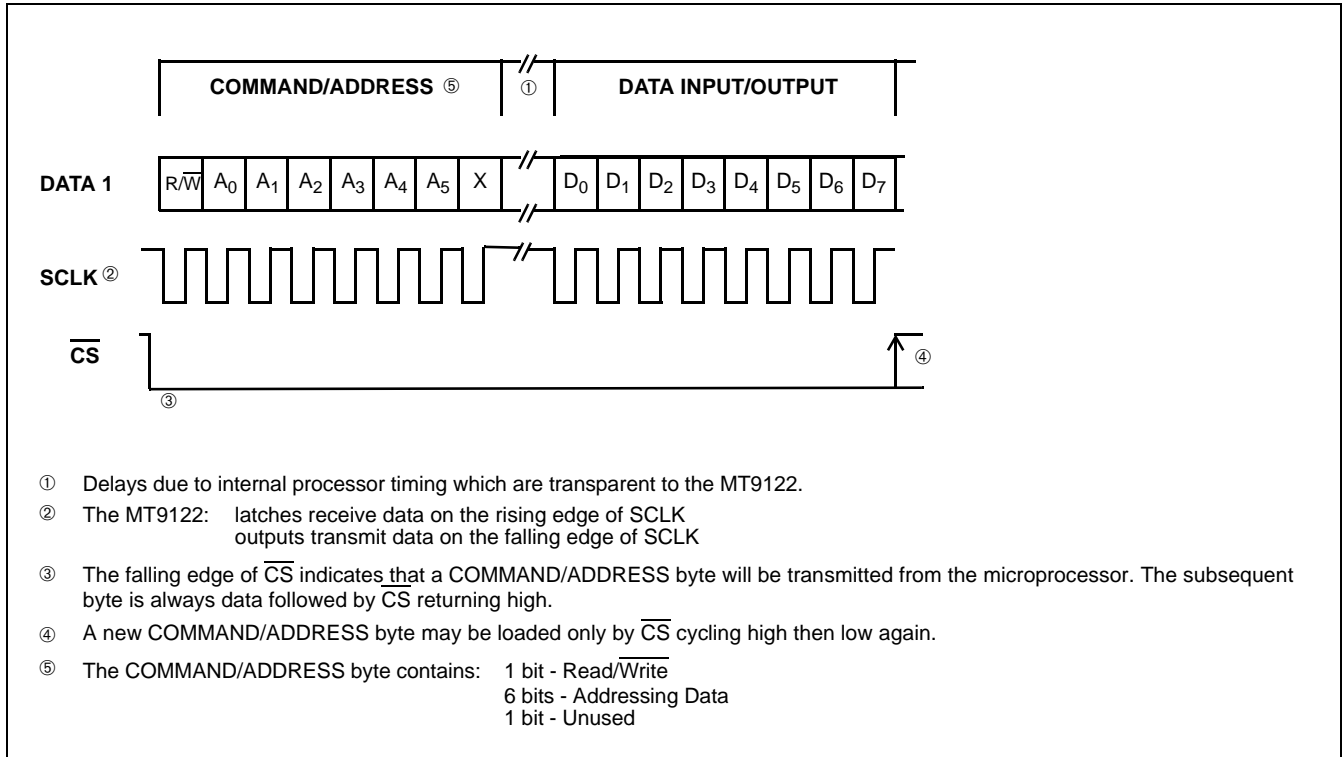 COMMAND/ADDRESS ⑤ ① DATA INPUT/OUTPUT
DATA 1 R/W̅ A₀ A₁ A₂ A₃ A₄ A₅ X D₀ D₁ D₂ D₃ D₄ D₅ D₆ D₇
SCLK ②
C̅S̅ ④
③
① Delays due to internal processor timing which are transparent to the MT9122.
② The MT9122: latches receive data on the rising edge of SCLK
outputs transmit data on the falling edge of SCLK
③ The falling edge of C̅S̅ indicates that a COMMAND/ADDRESS byte will be transmitted from the microprocessor. The subsequent
byte is always data followed by C̅S̅ returning high.
④ A new COMMAND/ADDRESS byte may be loaded only by C̅S̅ cycling high then low again.
⑤ The COMMAND/ADDRESS byte contains: 1 bit - Read/W̅r̅i̅t̅e̅
6 bits - Addressing Data
1 bit - Unused